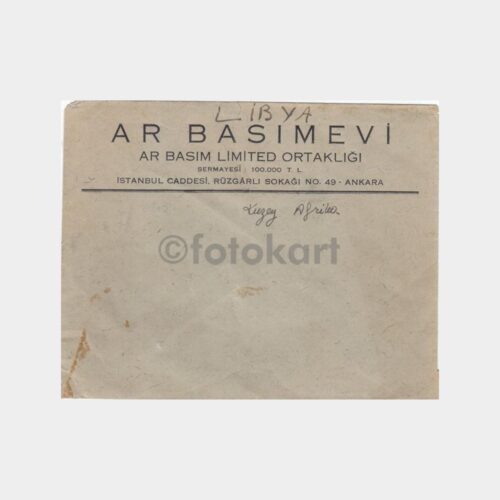 LİBYA
AR BASIMEVİ
AR BASIM LİMİTED ORTAKLIĞI
SERMAYESİ : 100.000 T. L.
İSTANBUL CADDESİ, RÜZGÂRLI SOKAĞI NO. 49 - ANKARA
Kuzey Afrika
©fotokart